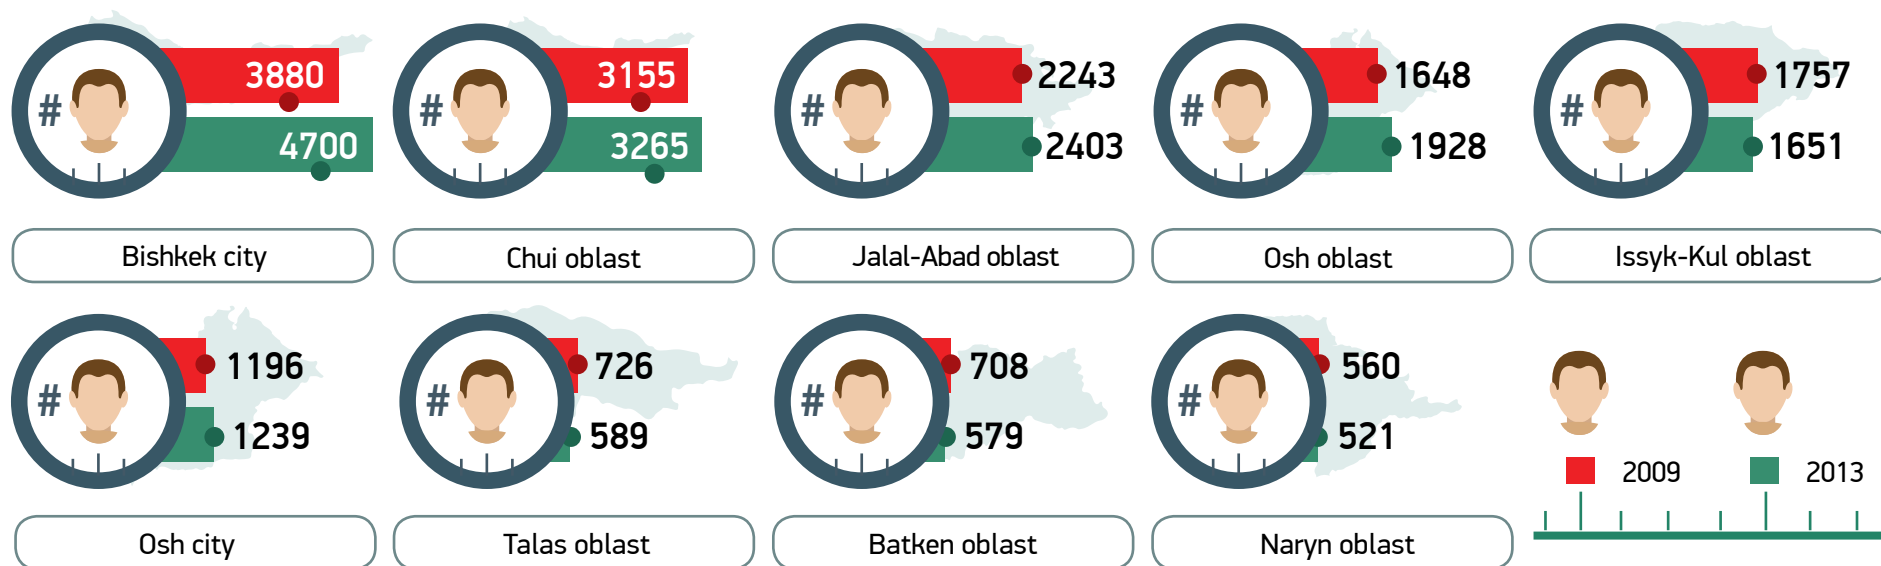 # 3880
4700
Bishkek city
# 3155
3265
Chui oblast
# 2243
2403
Jalal-Abad oblast
# 1648
1928
Osh oblast
# 1757
1651
Issyk-Kul oblast
# 1196
1239
Osh city
# 726
589
Talas oblast
# 708
579
Batken oblast
# 560
521
Naryn oblast
2009
2013